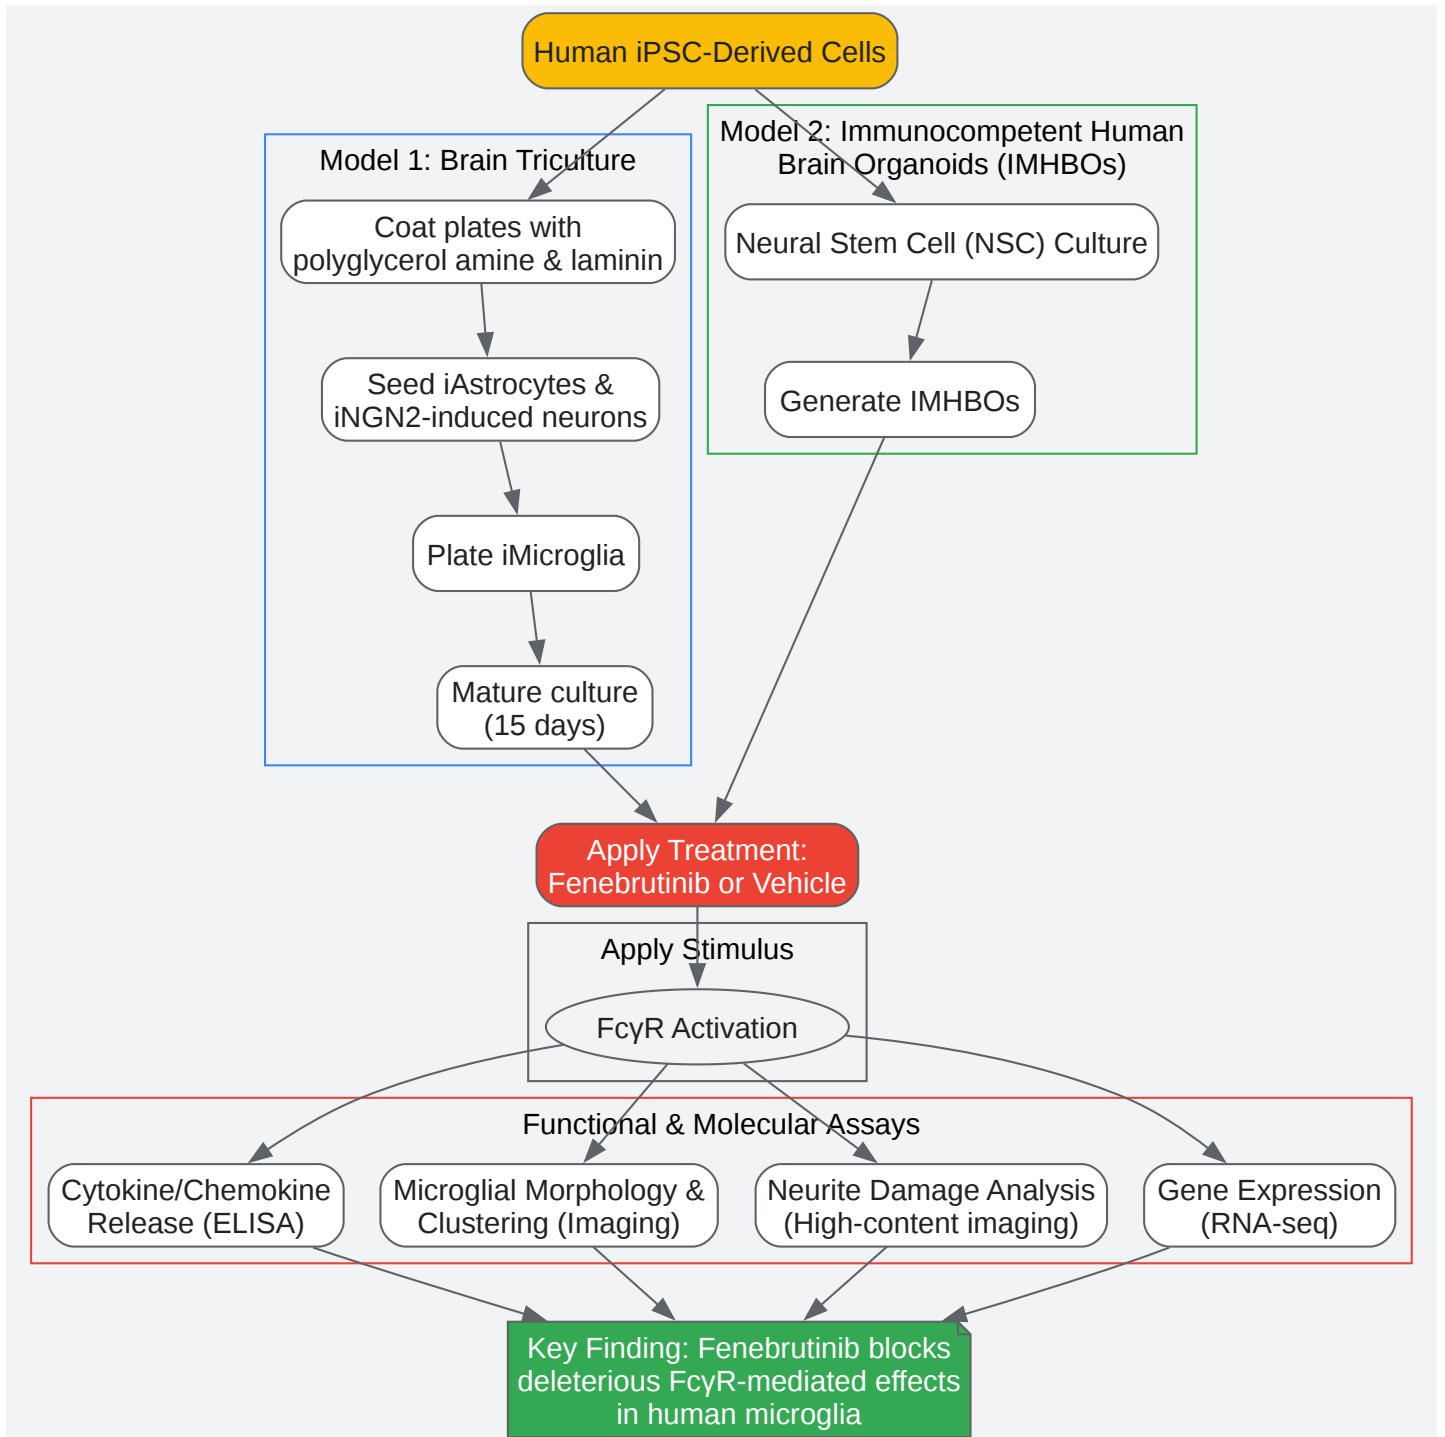 Human iPSC-Derived Cells
Model 1: Brain Triculture
Coat plates with
polyglycerol amine & laminin
Seed iAstrocytes &
iNGN2-induced neurons
Plate iMicroglia
Mature culture
(15 days)
Model 2: Immunocompetent Human
Brain Organoids (IMHBOs)
Neural Stem Cell (NSC) Culture
Generate IMHBOs
Apply Treatment:
Fenebrutinib or Vehicle
Apply Stimulus
FcγR Activation
Functional & Molecular Assays
Cytokine/Chemokine
Release (ELISA)
Microglial Morphology &
Clustering (Imaging)
Neurite Damage Analysis
(High-content imaging)
Gene Expression
(RNA-seq)
Key Finding: Fenebrutinib blocks
deleterious FcγR-mediated effects
in human microglia